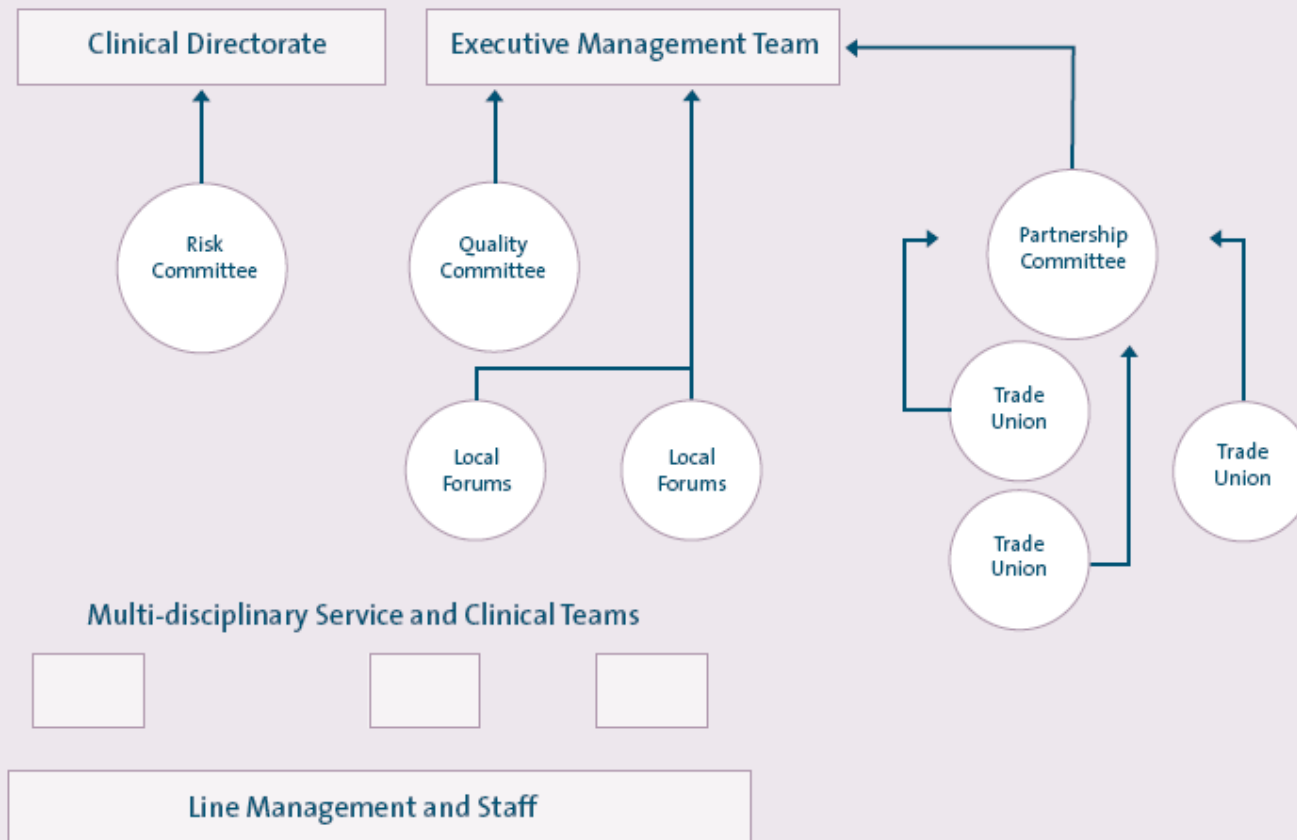 Clinical Directorate
Executive Management Team
Risk
Committee
Quality
Committee
Partnership
Committee
Local
Forums
Local
Forums
Trade
Union
Trade
Union
Trade
Union
Multi-disciplinary Service and Clinical Teams
Line Management and Staff